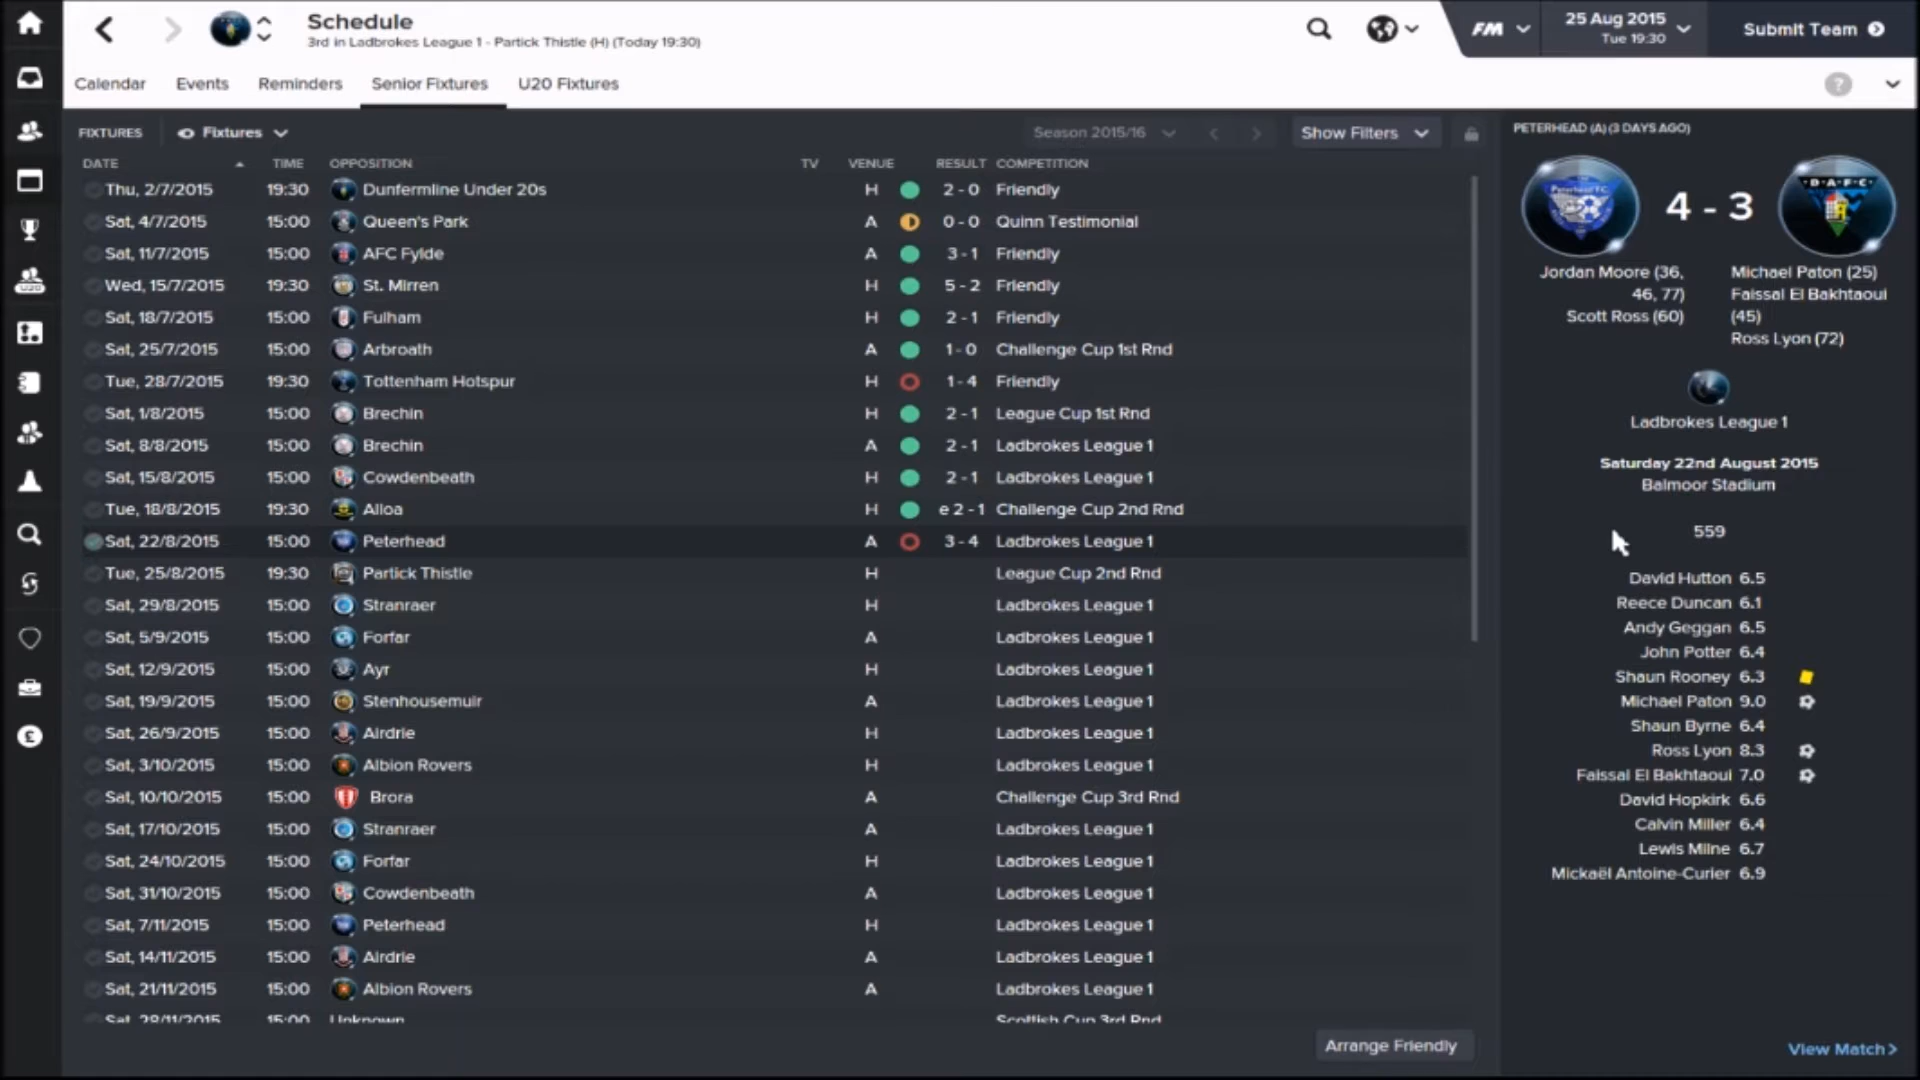 Schedule
3rd in Ladbrokes League 1 - Partick Thistle (H) (Today 19:30)
FM
25 Aug 2015
Tue 19:30
Submit Team
Calendar Events Reminders Senior Fixtures U20 Fixtures
?
FIXTURES Fixtures Season 2015/16 Show Filters
DATE TIME OPPOSITION TV VENUE RESULT COMPETITION
Thu, 2/7/2015 19:30 Dunfermline Under 20s H 2 - 0 Friendly
Sat, 4/7/2015 15:00 Queen's Park A 0 - 0 Quinn Testimonial
Sat, 11/7/2015 15:00 AFC Fylde A 3 - 1 Friendly
Wed, 15/7/2015 19:30 St. Mirren H 5 - 2 Friendly
Sat, 18/7/2015 15:00 Fulham H 2 - 1 Friendly
Sat, 25/7/2015 15:00 Arbroath A 1 - 0 Challenge Cup 1st Rnd
Tue, 28/7/2015 19:30 Tottenham Hotspur H 1 - 4 Friendly
Sat, 1/8/2015 15:00 Brechin H 2 - 1 League Cup 1st Rnd
Sat, 8/8/2015 15:00 Brechin A 2 - 1 Ladbrokes League 1
Sat, 15/8/2015 15:00 Cowdenbeath H 2 - 1 Ladbrokes League 1
Tue, 18/8/2015 19:30 Alloa H e 2 - 1 Challenge Cup 2nd Rnd
Sat, 22/8/2015 15:00 Peterhead A 3 - 4 Ladbrokes League 1
Tue, 25/8/2015 19:30 Partick Thistle H League Cup 2nd Rnd
Sat, 29/8/2015 15:00 Stranraer H Ladbrokes League 1
Sat, 5/9/2015 15:00 Forfar A Ladbrokes League 1
Sat, 12/9/2015 15:00 Ayr H Ladbrokes League 1
Sat, 19/9/2015 15:00 Stenhousemuir A Ladbrokes League 1
Sat, 26/9/2015 15:00 Airdrie H Ladbrokes League 1
Sat, 3/10/2015 15:00 Albion Rovers H Ladbrokes League 1
Sat, 10/10/2015 15:00 Brora A Challenge Cup 3rd Rnd
Sat, 17/10/2015 15:00 Stranraer A Ladbrokes League 1
Sat, 24/10/2015 15:00 Forfar H Ladbrokes League 1
Sat, 31/10/2015 15:00 Cowdenbeath A Ladbrokes League 1
Sat, 7/11/2015 15:00 Peterhead H Ladbrokes League 1
Sat, 14/11/2015 15:00 Airdrie A Ladbrokes League 1
Sat, 21/11/2015 15:00 Albion Rovers A Ladbrokes League 1
Sat, 28/11/2015 15:00 Unknown Scottish Cup 3rd Rnd
Arrange Friendly
PETERHEAD (A) (3 DAYS AGO)
Peterhead F.C.
4 - 3
D.A.F.C
Jordan Moore (36,
46, 77)
Scott Ross (60)
Michael Paton (25)
Faissal El Bakhtaoui
(45)
Ross Lyon (72)
Ladbrokes League 1
Saturday 22nd August 2015
Balmoor Stadium
559
David Hutton 6.5
Reece Duncan 6.1
Andy Geggan 6.5
John Potter 6.4
Shaun Rooney 6.3
Michael Paton 9.0
Shaun Byrne 6.4
Ross Lyon 8.3
Faissal El Bakhtaoui 7.0
David Hopkirk 6.6
Calvin Miller 6.4
Lewis Milne 6.7
Mickaël Antoine-Curier 6.9
View Match >
U20
£